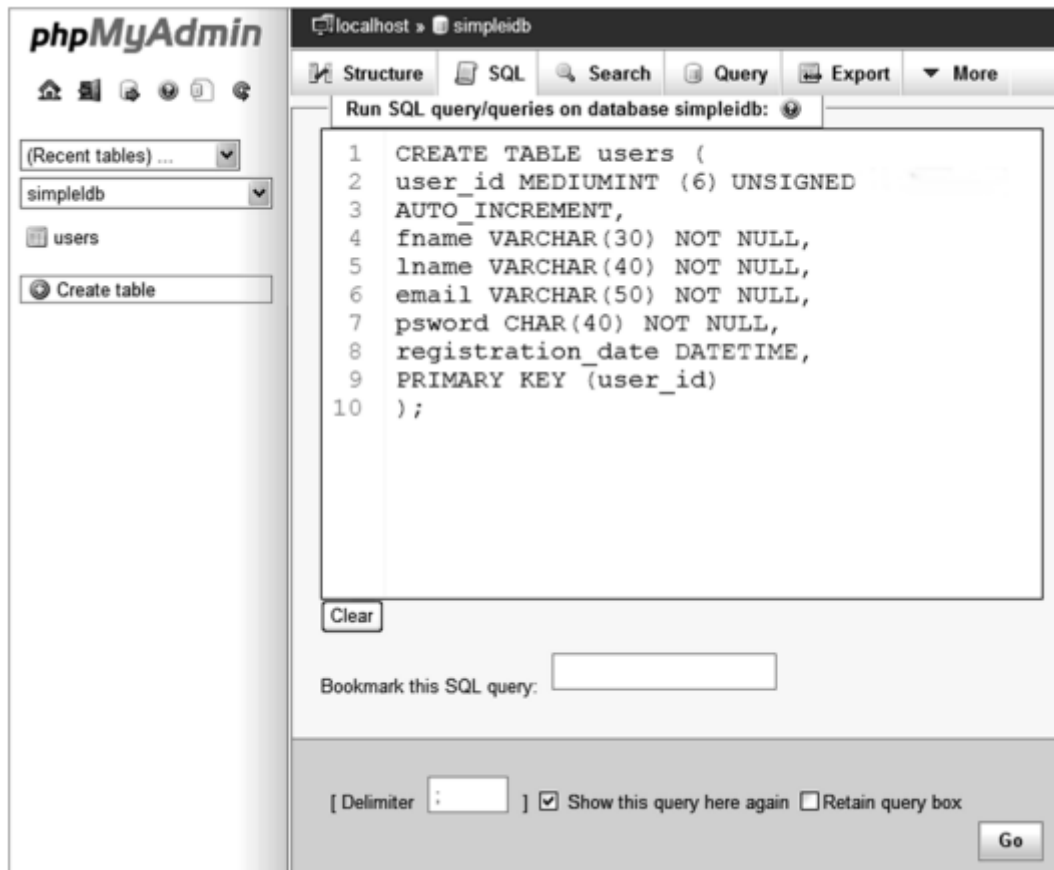 phpMyAdmin
(Recent tables) ...
simpleldb
users
Create table
localhost » simpleidb
Structure SQL Search Query Export More
Run SQL query/queries on database simpleidb:
1 CREATE TABLE users (
2 user_id MEDIUMINT (6) UNSIGNED
3 AUTO_INCREMENT,
4 fname VARCHAR(30) NOT NULL,
5 lname VARCHAR(40) NOT NULL,
6 email VARCHAR(50) NOT NULL,
7 psword CHAR(40) NOT NULL,
8 registration_date DATETIME,
9 PRIMARY KEY (user_id)
10 );
Clear
Bookmark this SQL query:
[ Delimiter ; ] Show this query here again Retain query box
Go